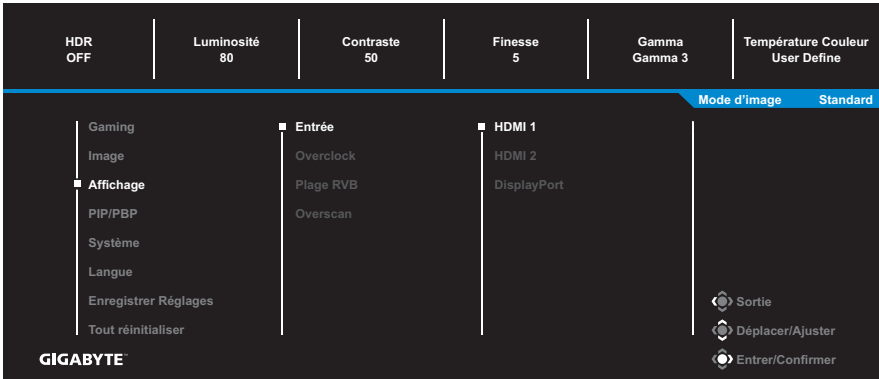 HDR Luminosité Contraste Finesse Gamma Température Couleur
OFF 80 50 5 Gamma 3 User Define
Mode d'image Standard
Gaming Entrée HDMI 1
Image Overclock HDMI 2
Affichage Plage RVB DisplayPort
PIP/PBP Overscan
Système
Langue
Enregistrer Réglages Sortie
Tout réinitialiser Déplacer/Ajuster
GIGABYTE™ Entrer/Confirmer